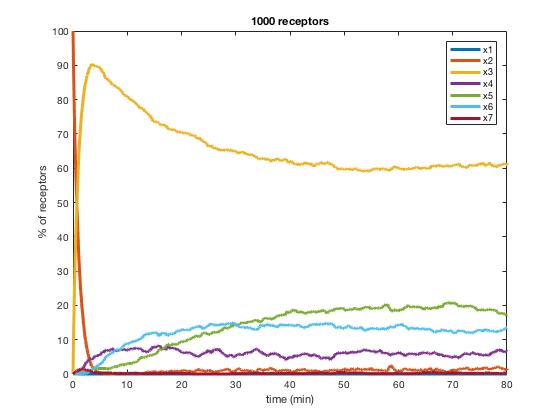 1000 receptors
100
90
80
70
60
50
40
30
20
10
0
% of receptors
x1
x2
x3
x4
x5
x6
x7
0 10 20 30 40 50 60 70 80
time (min)